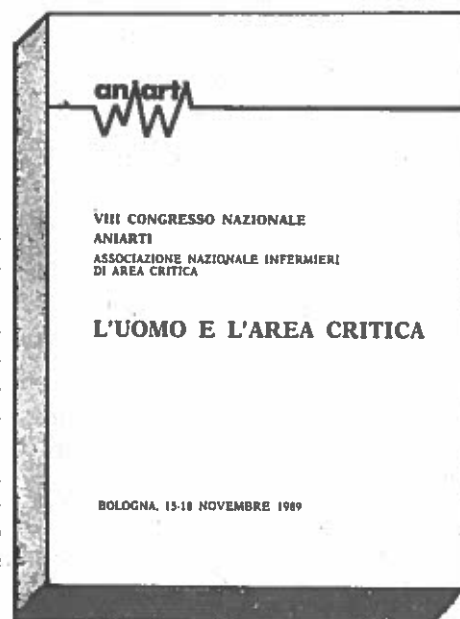 aniarti
VIII CONGRESSO NAZIONALE
ANIARTI
ASSOCIAZIONE NAZIONALE INFERMIERI
DI AREA CRITICA
L'UOMO E L'AREA CRITICA
BOLOGNA, 15-18 NOVEMBRE 1989